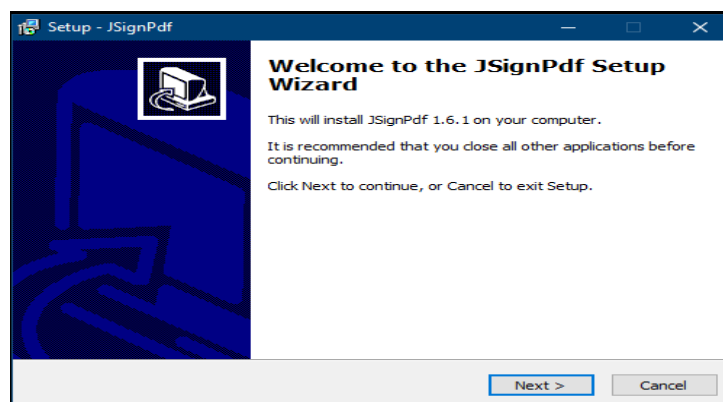 Setup - JSignPdf
Welcome to the JSignPdf Setup
Wizard
This will install JSignPdf 1.6.1 on your computer.
It is recommended that you close all other applications before
continuing.
Click Next to continue, or Cancel to exit Setup.
Next >
Cancel